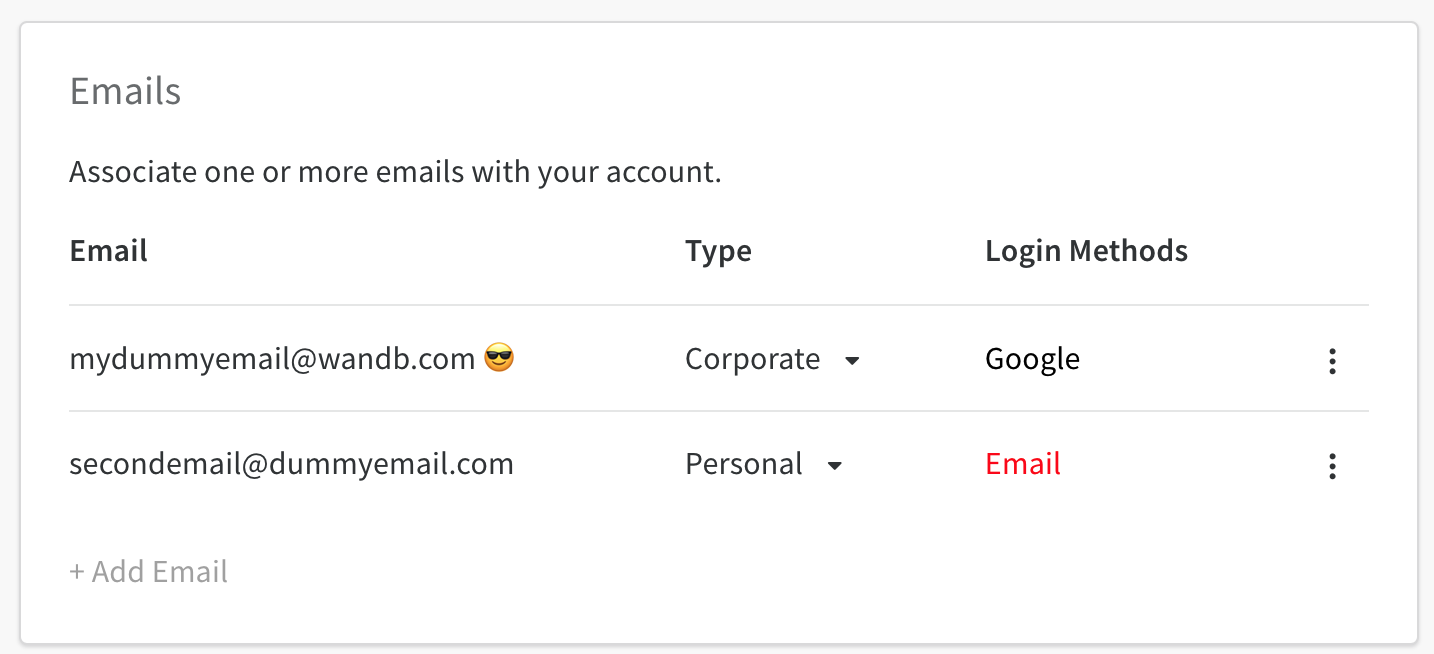 Emails
Associate one or more emails with your account.
Email Type Login Methods
mydummyemail@wandb.com 😎 Corporate Google
secondemail@dummyemail.com Personal Email
+ Add Email